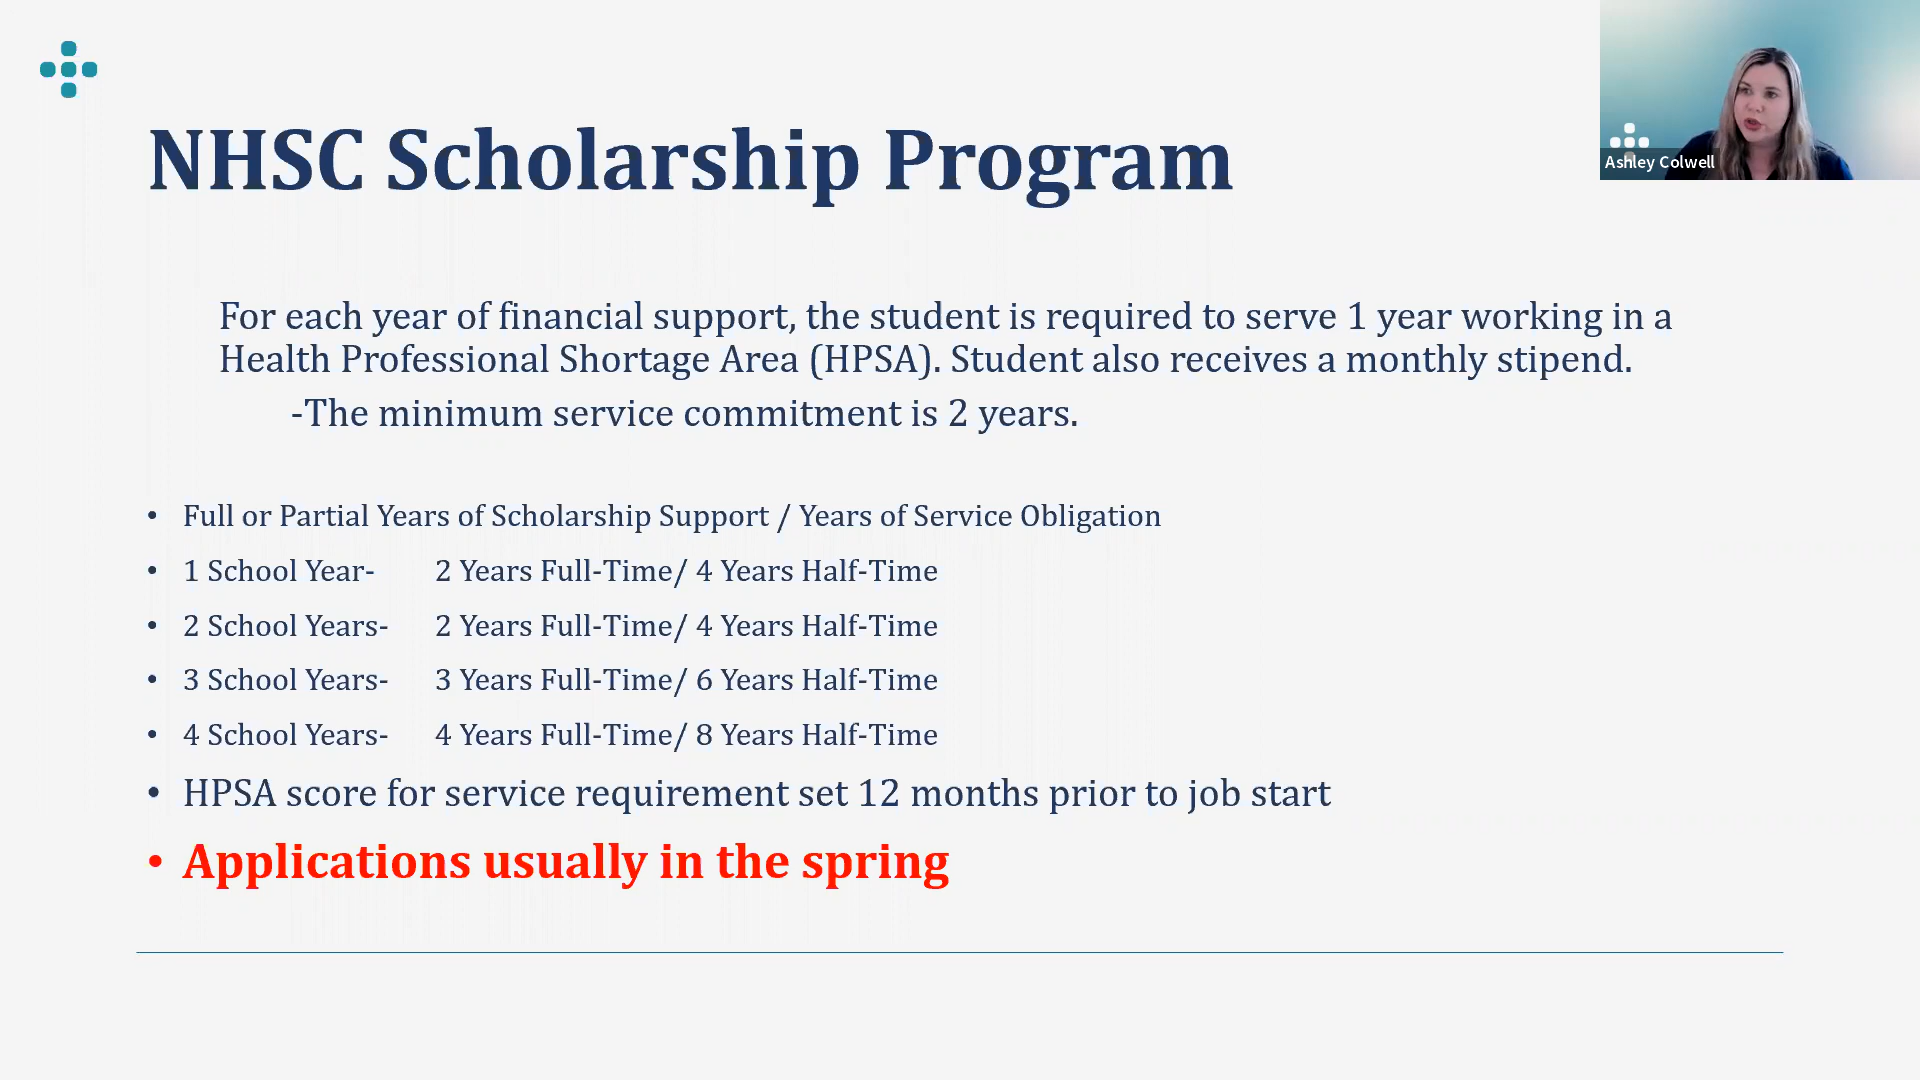 NHSC Scholarship Program
Ashley Colwell
For each year of financial support, the student is required to serve 1 year working in a
Health Professional Shortage Area (HPSA). Student also receives a monthly stipend.
-The minimum service commitment is 2 years.
• Full or Partial Years of Scholarship Support / Years of Service Obligation
• 1 School Year- 2 Years Full-Time/ 4 Years Half-Time
• 2 School Years- 2 Years Full-Time/ 4 Years Half-Time
• 3 School Years- 3 Years Full-Time/ 6 Years Half-Time
• 4 School Years- 4 Years Full-Time/ 8 Years Half-Time
• HPSA score for service requirement set 12 months prior to job start
• Applications usually in the spring